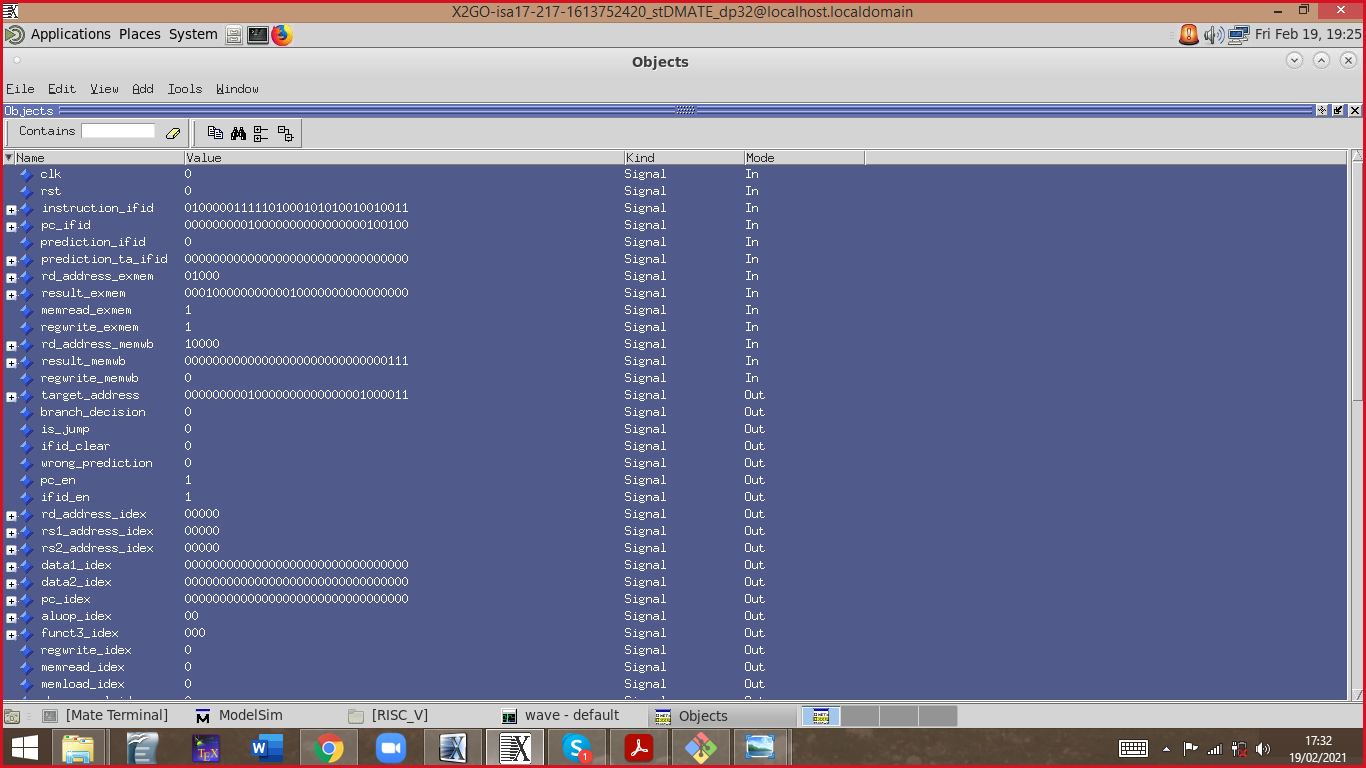 X2GO-isa17-217-1613752420_stDMATE_dp32@localhost.localdomain
Applications Places System Fri Feb 19, 19:25
Objects
File Edit View Add Tools Window
Objects
Contains
Name Value Kind Mode
clk 0 Signal In
rst 0 Signal In
instruction_ifid 01000001111101000101010010010011 Signal In
pc_ifid 00000000010000000000000000100100 Signal In
prediction_ifid 0 Signal In
prediction_ta_ifid 00000000000000000000000000000000 Signal In
rd_address_exmem 01000 Signal In
result_exmem 00010000000000010000000000000000 Signal In
memread_exmem 1 Signal In
regwrite_exmem 1 Signal In
rd_address_memwb 10000 Signal In
result_memwb 00000000000000000000000000000111 Signal In
regwrite_memwb 0 Signal In
target_address 00000000010000000000000001000011 Signal Out
branch_decision 0 Signal Out
is_jump 0 Signal Out
ifid_clear 0 Signal Out
wrong_prediction 0 Signal Out
pc_en 1 Signal Out
ifid_en 1 Signal Out
rd_address_idex 00000 Signal Out
rs1_address_idex 00000 Signal Out
rs2_address_idex 00000 Signal Out
data1_idex 00000000000000000000000000000000 Signal Out
data2_idex 00000000000000000000000000000000 Signal Out
pc_idex 00000000000000000000000000000000 Signal Out
aluop_idex 00 Signal Out
funct3_idex 000 Signal Out
regwrite_idex 0 Signal Out
memread_idex 0 Signal Out
memload_idex 0 Signal Out
[Mate Terminal] ModelSim [RISC_V] wave - default Objects
17:32
19/02/2021